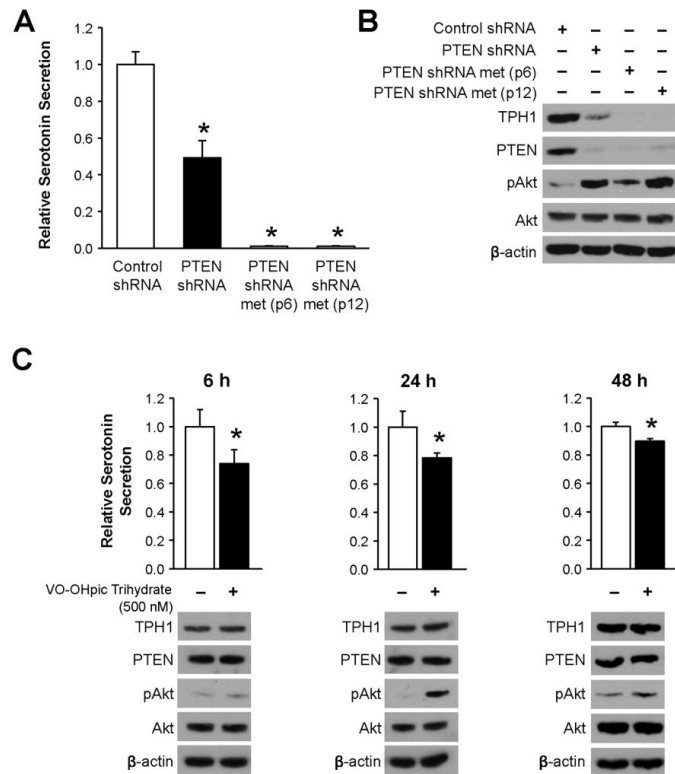 A
Relative Serotonin Secretion
1.2
1.0
0.8
0.6
0.4
0.2
0.0
*
*
*
Control shRNA
PTEN shRNA
PTEN shRNA met (p6)
PTEN shRNA met (p12)
B
Control shRNA + – – –
PTEN shRNA – + – –
PTEN shRNA met (p6) – – + –
PTEN shRNA met (p12) – – – +
TPH1
PTEN
pAkt
Akt
β-actin
C
6 h
Relative Serotonin Secretion
1.2
1.0
0.8
0.6
0.4
0.2
0.0
*
VO-OHpic Trihydrate – +
(500 nM)
TPH1
PTEN
pAkt
Akt
β-actin
24 h
1.2
1.0
0.8
0.6
0.4
0.2
0.0
*
– +
TPH1
PTEN
pAkt
Akt
β-actin
48 h
1.2
1.0
0.8
0.6
0.4
0.2
0.0
*
– +
TPH1
PTEN
pAkt
Akt
β-actin